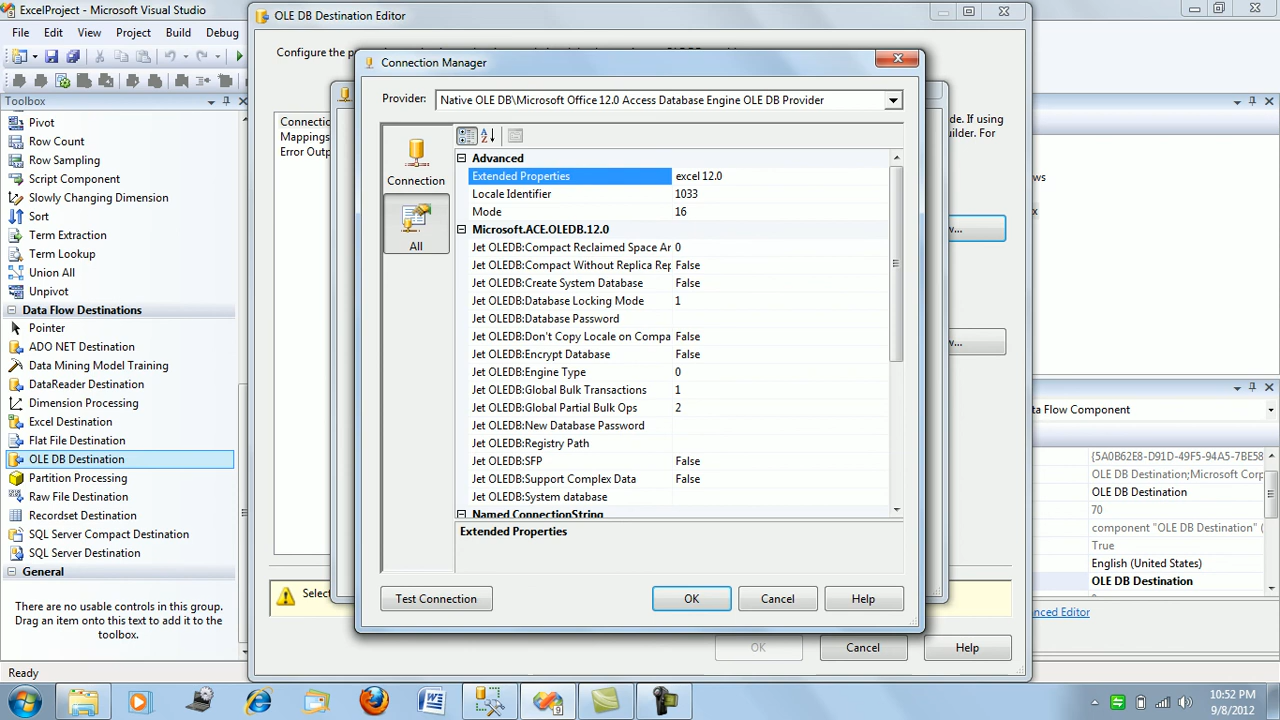 ExcelProject - Microsoft Visual Studio
File Edit View Project Build Debug
Toolbox
Pivot
Row Count
Row Sampling
Script Component
Slowly Changing Dimension
Sort
Term Extraction
Term Lookup
Union All
Unpivot
Data Flow Destinations
Pointer
ADO NET Destination
Data Mining Model Training
DataReader Destination
Dimension Processing
Excel Destination
Flat File Destination
OLE DB Destination
Partition Processing
Raw File Destination
Recordset Destination
SQL Server Compact Destination
SQL Server Destination
General
There are no usable controls in this group.
Drag an item onto this text to add it to the
toolbox.
Ready
OLE DB Destination Editor
Configure the
Connectio
Mappings
Error Outp
de. If using
uilder. For
Selec
OK Cancel Help
Connection Manager
Provider: Native OLE DB\Microsoft Office 12.0 Access Database Engine OLE DB Provider
Connection
All
Advanced
Extended Properties excel 12.0
Locale Identifier 1033
Mode 16
Microsoft.ACE.OLEDB.12.0
Jet OLEDB:Compact Reclaimed Space Ar 0
Jet OLEDB:Compact Without Replica Rep False
Jet OLEDB:Create System Database False
Jet OLEDB:Database Locking Mode 1
Jet OLEDB:Database Password
Jet OLEDB:Don't Copy Locale on Compa False
Jet OLEDB:Encrypt Database False
Jet OLEDB:Engine Type 0
Jet OLEDB:Global Bulk Transactions 1
Jet OLEDB:Global Partial Bulk Ops 2
Jet OLEDB:New Database Password
Jet OLEDB:Registry Path
Jet OLEDB:SFP False
Jet OLEDB:Support Complex Data False
Jet OLEDB:System database
Named ConnectionString
Extended Properties
Test Connection OK Cancel Help
ws
x
w...
w...
ta Flow Component
{5A0B62E8-D91D-49F5-94A5-7BE58
OLE DB Destination;Microsoft Corp
OLE DB Destination
70
component "OLE DB Destination" (
True
English (United States)
OLE DB Destination
nced Editor
10:52 PM
9/8/2012